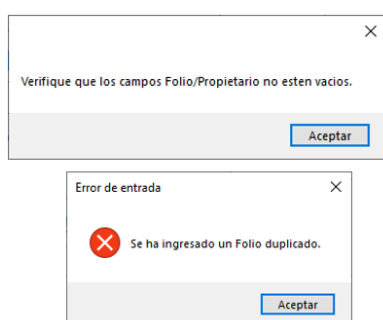 Verifique que los campos Folio/Propietario no esten vacios.
Aceptar
Error de entrada
Se ha ingresado un Folio duplicado.
Aceptar